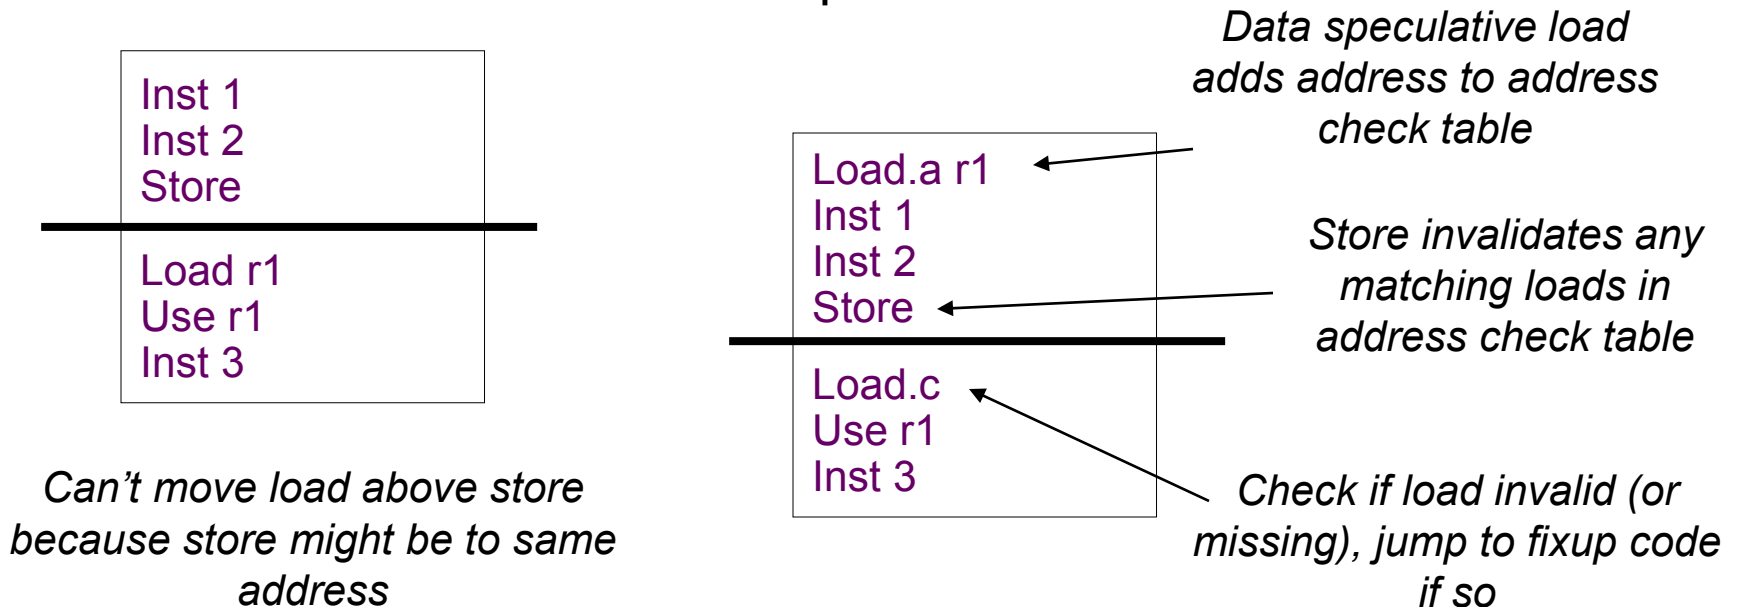 Inst 1
Inst 2
Store
Load r1
Use r1
Inst 3
Can’t move load above store
because store might be to same
address
Load.a r1
Inst 1
Inst 2
Store
Load.c
Use r1
Inst 3
Data speculative load
adds address to address
check table
Store invalidates any
matching loads in
address check table
Check if load invalid (or
missing), jump to fixup code
if so